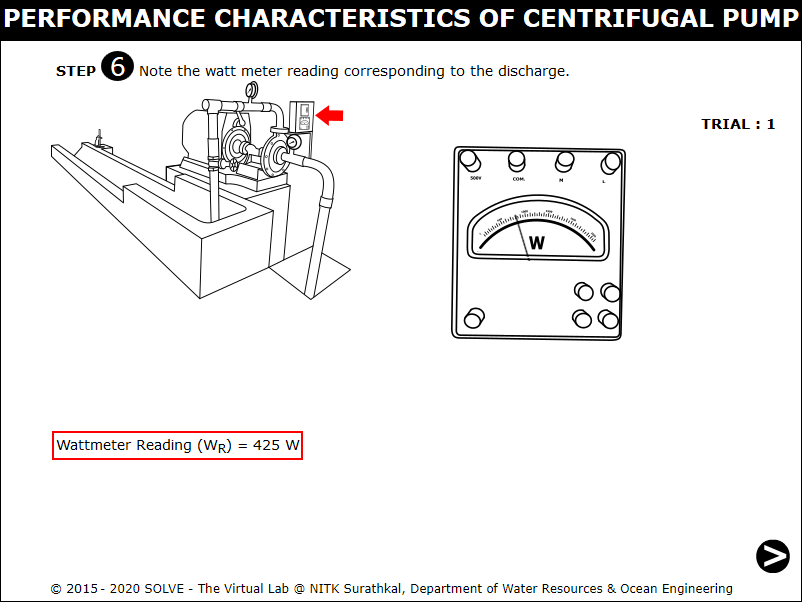 PERFORMANCE CHARACTERISTICS OF CENTRIFUGAL PUMP
STEP 6 Note the watt meter reading corresponding to the discharge.
TRIAL : 1
500V COM. M L
W
Wattmeter Reading (WR) = 425 W
>
© 2015 - 2020 SOLVE - The Virtual Lab @ NITK Surathkal, Department of Water Resources & Ocean Engineering